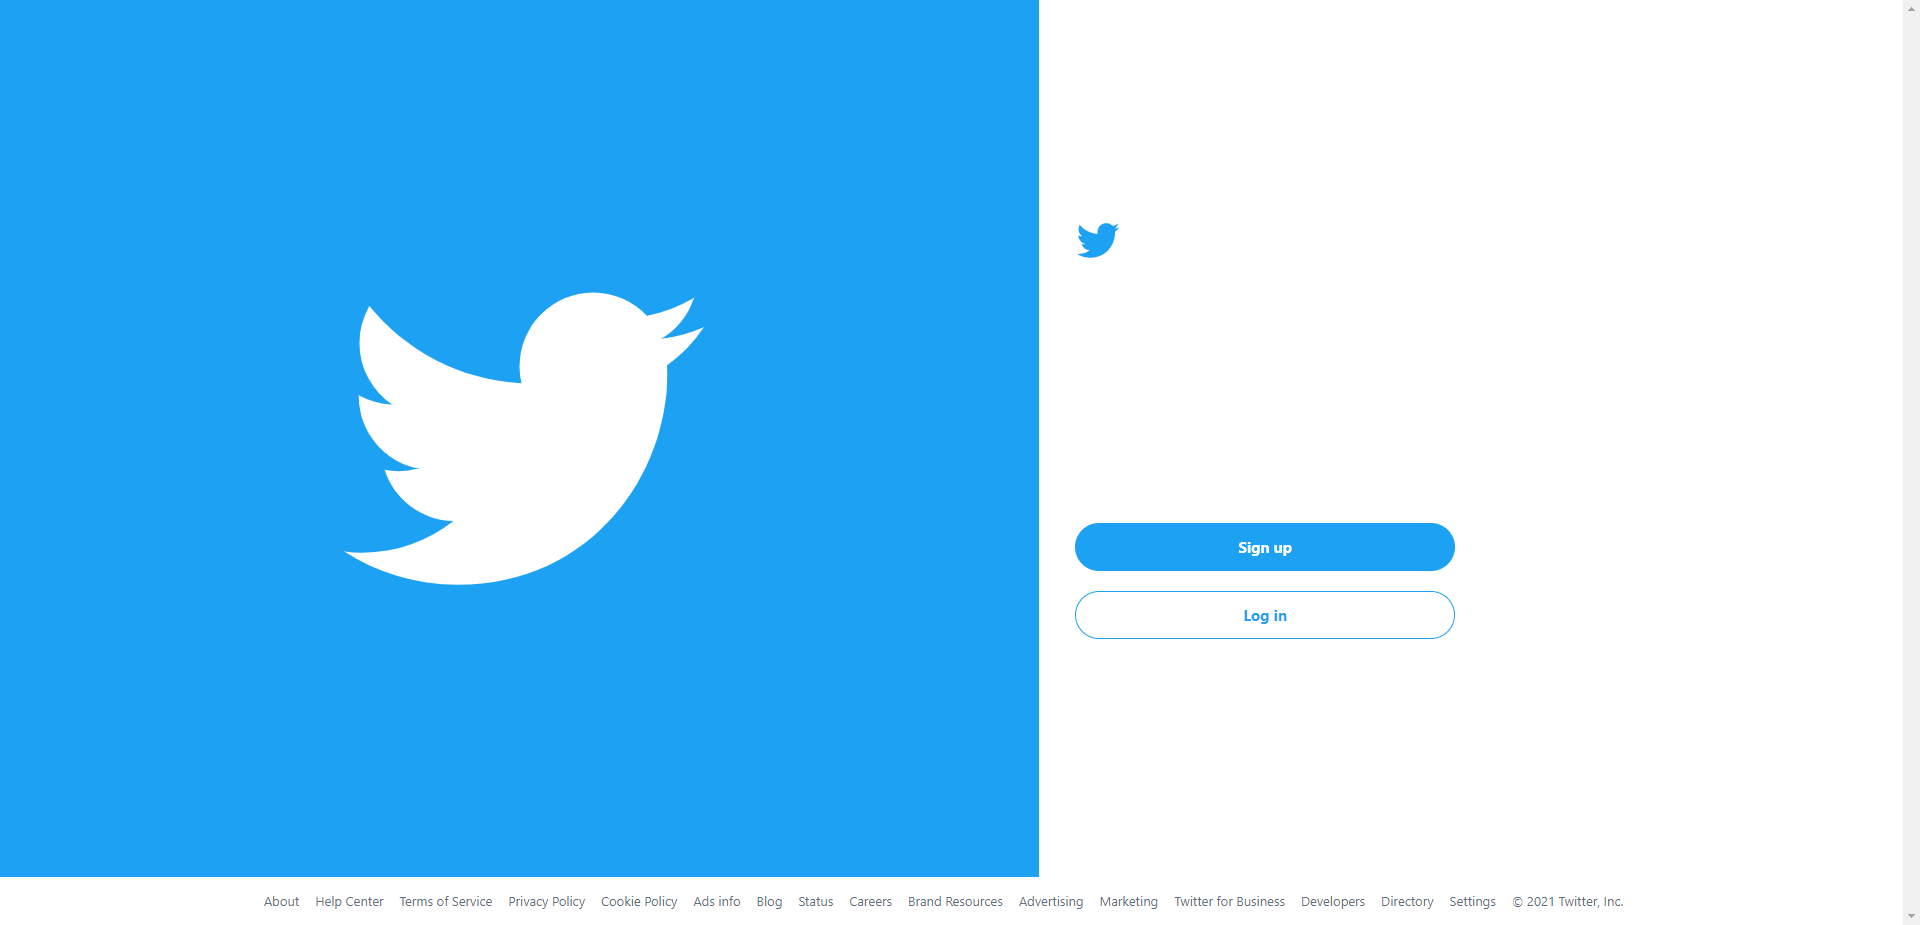 Sign up
Log in
About Help Center Terms of Service Privacy Policy Cookie Policy Ads info Blog Status Careers Brand Resources Advertising Marketing Twitter for Business Developers Directory Settings © 2021 Twitter, Inc.